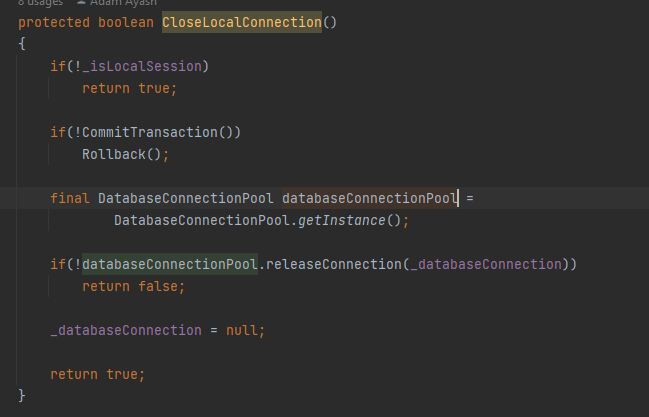 8 usages Adam Ayash
protected boolean CloseLocalConnection()
{
if(!_isLocalSession)
return true;
if(!CommitTransaction())
Rollback();
final DatabaseConnectionPool databaseConnectionPool =
DatabaseConnectionPool.getInstance();
if(!databaseConnectionPool.releaseConnection(_databaseConnection))
return false;
_databaseConnection = null;
return true;
}